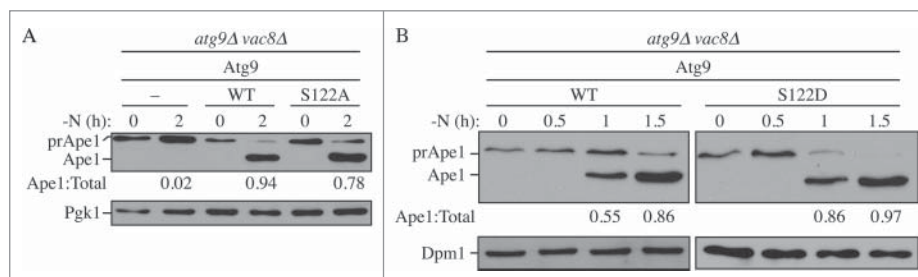 A
atg9Δ vac8Δ
Atg9
– WT S122A
-N (h): 0 2 0 2 0 2
prApe1
Ape1
Ape1:Total 0.02 0.94 0.78
Pgk1
B
atg9Δ vac8Δ
Atg9
WT S122D
-N (h): 0 0.5 1 1.5 0 0.5 1 1.5
prApe1
Ape1
Ape1:Total 0.55 0.86 0.86 0.97
Dpm1